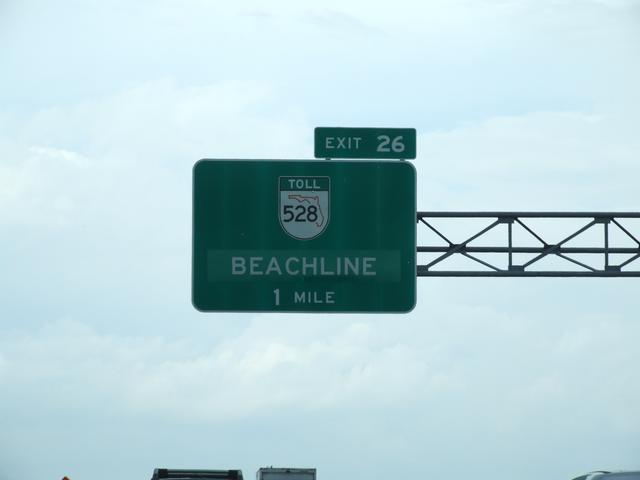 EXIT 26
TOLL
528
BEACHLINE
1 MILE